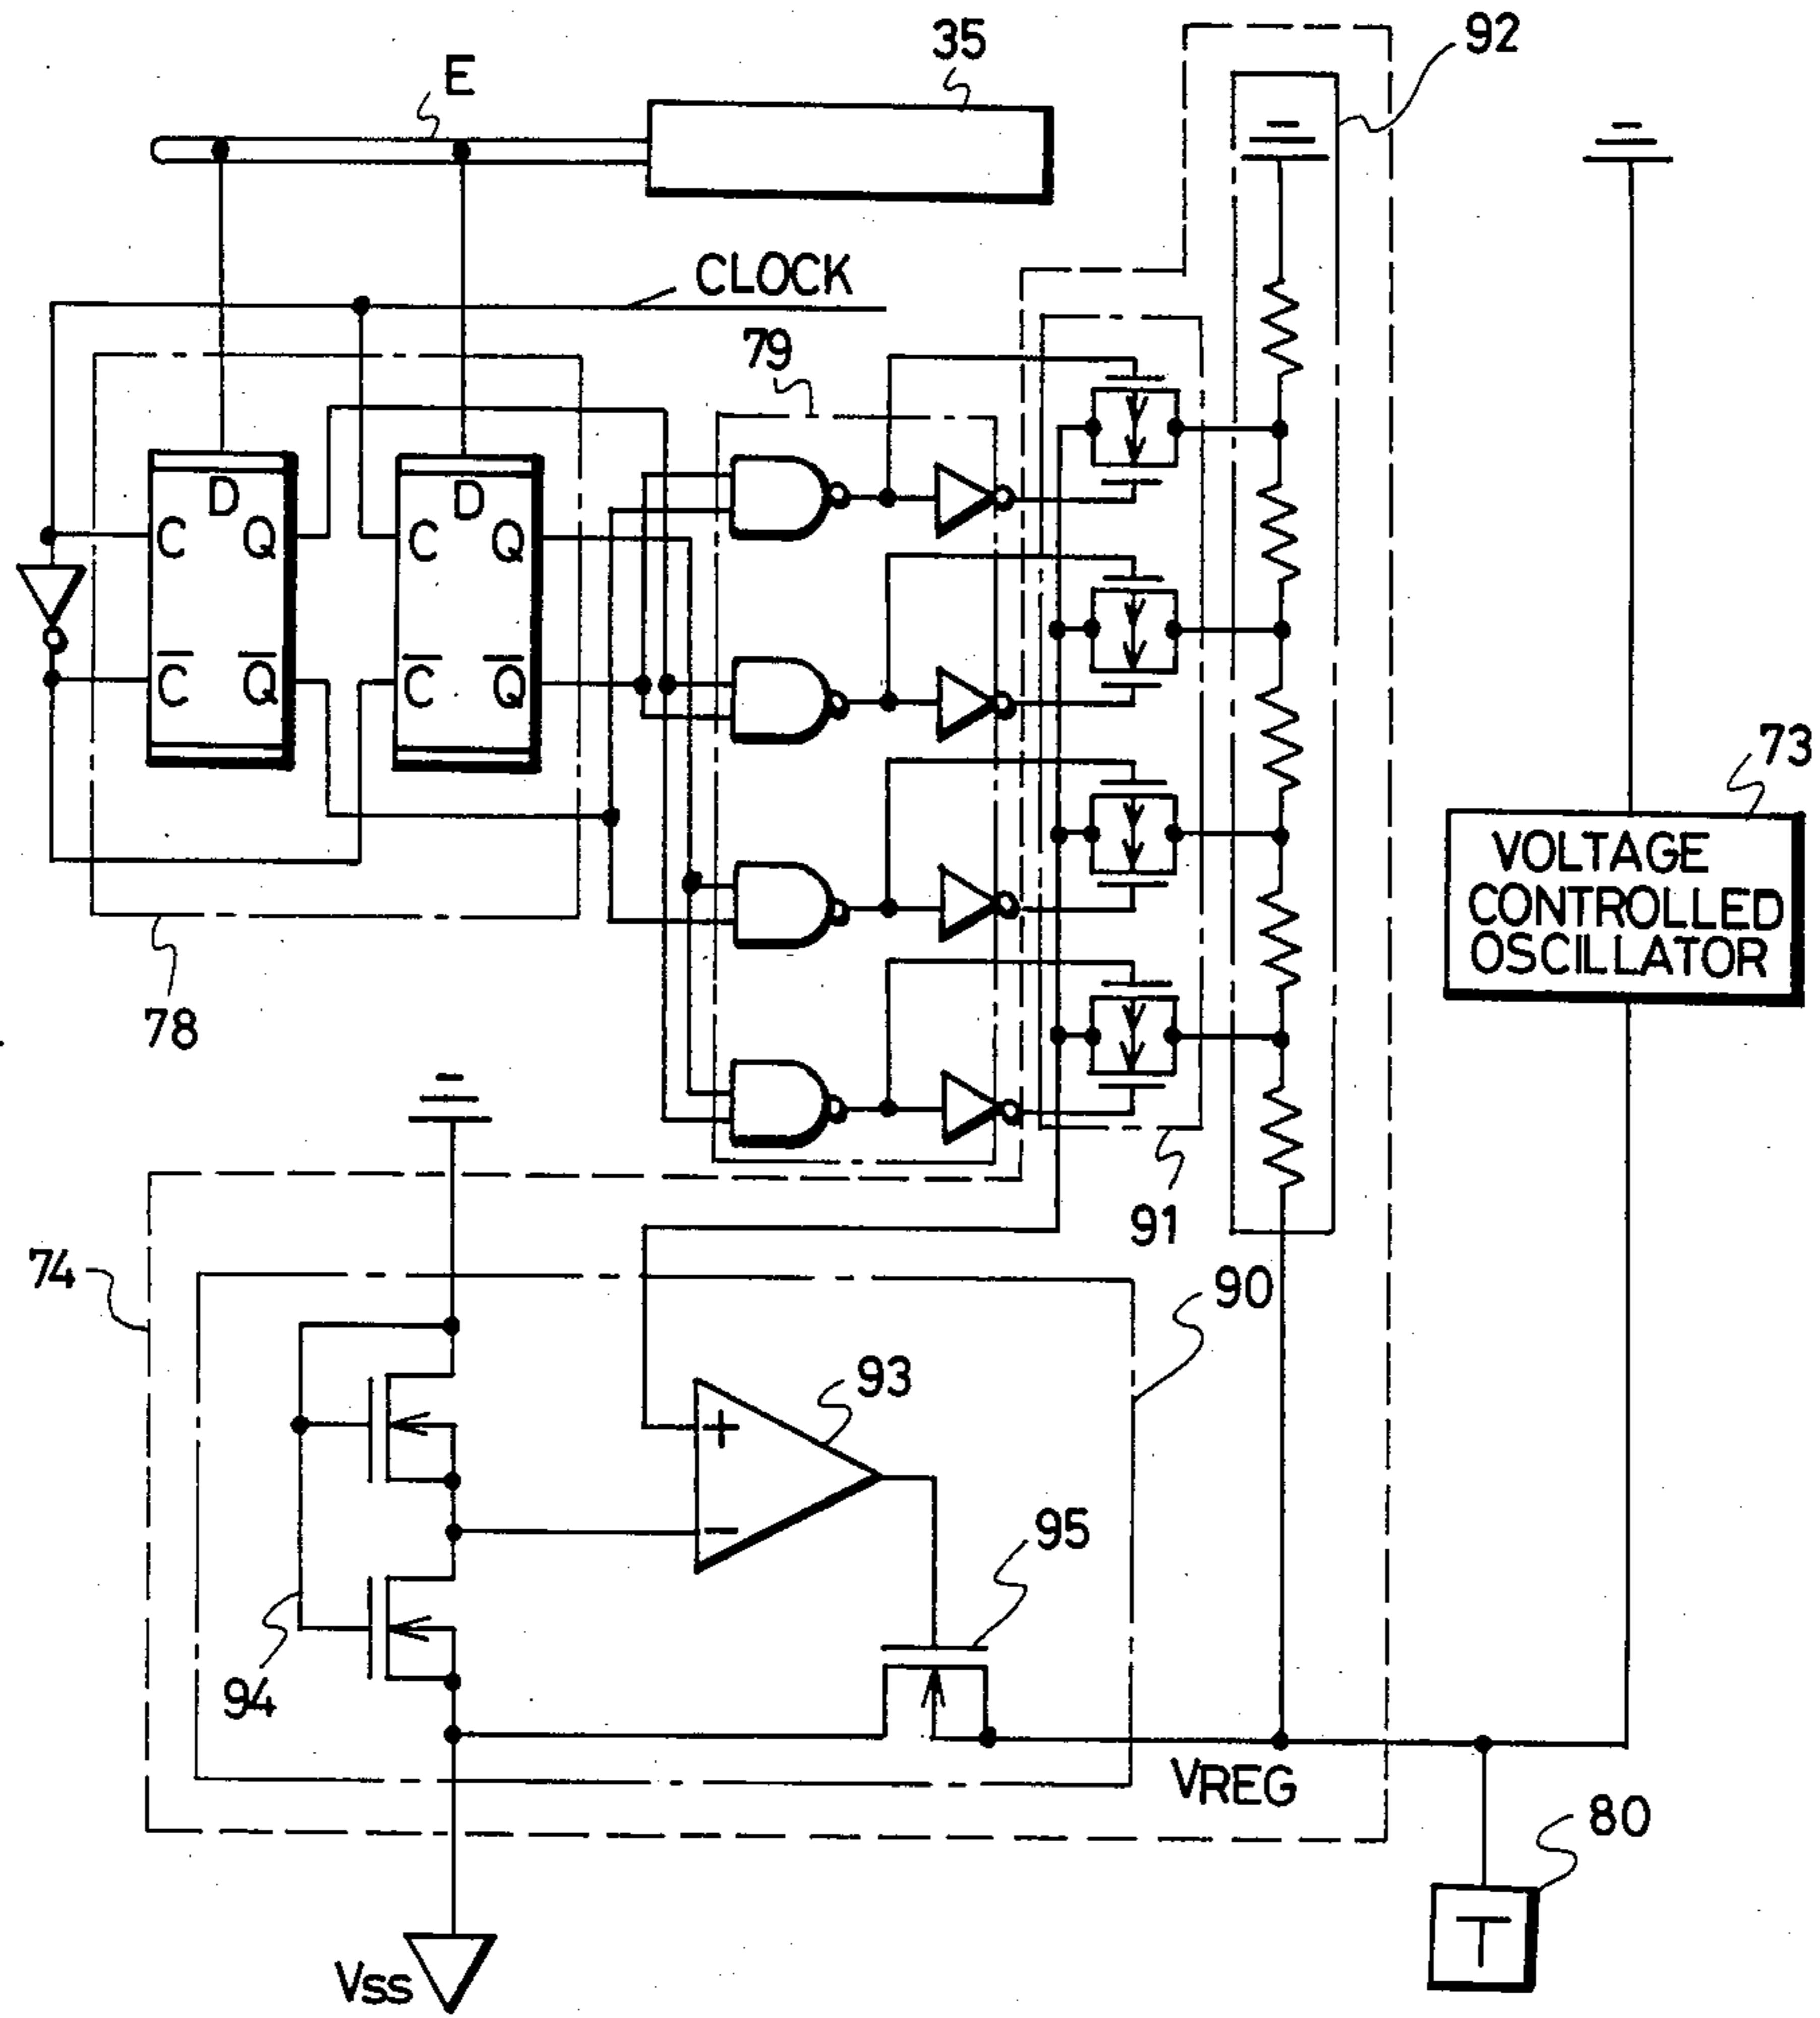 35
92
E
CLOCK
79
D
D
C
Q
C
Q
C̅
Q̅
C̅
Q̅
73
VOLTAGE
CONTROLLED
OSCILLATOR
78
91
74
90
93
+
−
95
94
VREG
80
T
VSS